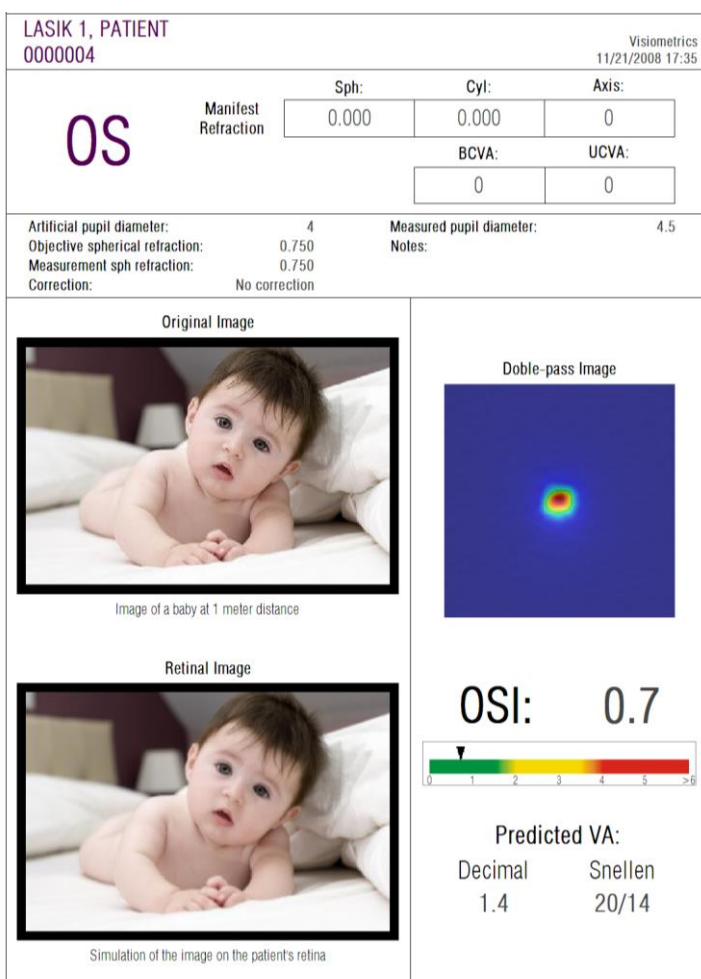 LASIK 1, PATIENT
0000004
Visiometrics
11/21/2008 17:35
OS
Manifest
Refraction
Sph: Cyl: Axis:
0.000 0.000 0
BCVA: UCVA:
0 0
Artificial pupil diameter: 4
Objective spherical refraction: 0.750
Measurement sph refraction: 0.750
Correction: No correction
Measured pupil diameter: 4.5
Notes:
Original Image
Image of a baby at 1 meter distance
Retinal Image
Simulation of the image on the patient's retina
Doble-pass Image
OSI: 0.7
0 1 2 3 4 5 >6
Predicted VA:
Decimal Snellen
1.4 20/14